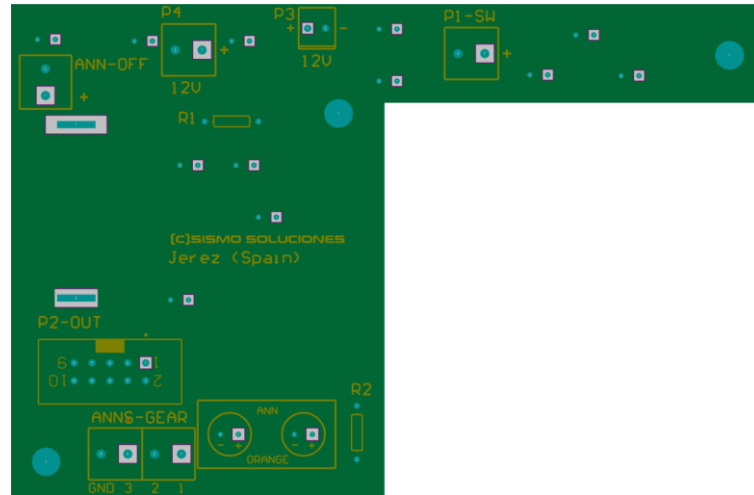 P4
P3
P1-SW
+ -
+
+
ANN-OFF
12V
12V
+
R1
(C)SISMO SOLUCIONES
Jerez (Spain)
P2-OUT
9 1
10 2
R2
ANNS-GEAR
ANN
- + - +
ORANGE
GND 3 2 1